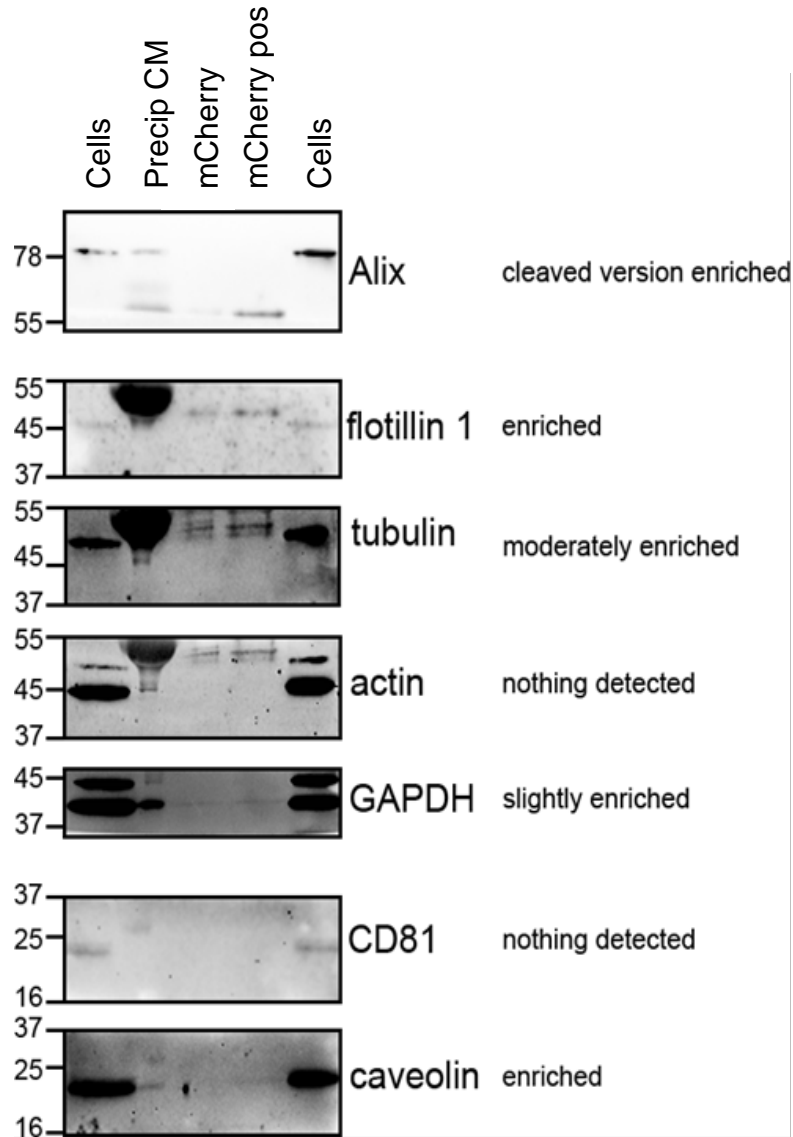 Cells
Precip CM
mCherry
mCherry pos
Cells
78
55
Alix
cleaved version enriched
55
45
37
flotillin 1
enriched
55
45
37
tubulin
moderately enriched
55
45
37
actin
nothing detected
45
37
GAPDH
slightly enriched
37
25
16
CD81
nothing detected
37
25
16
caveolin
enriched